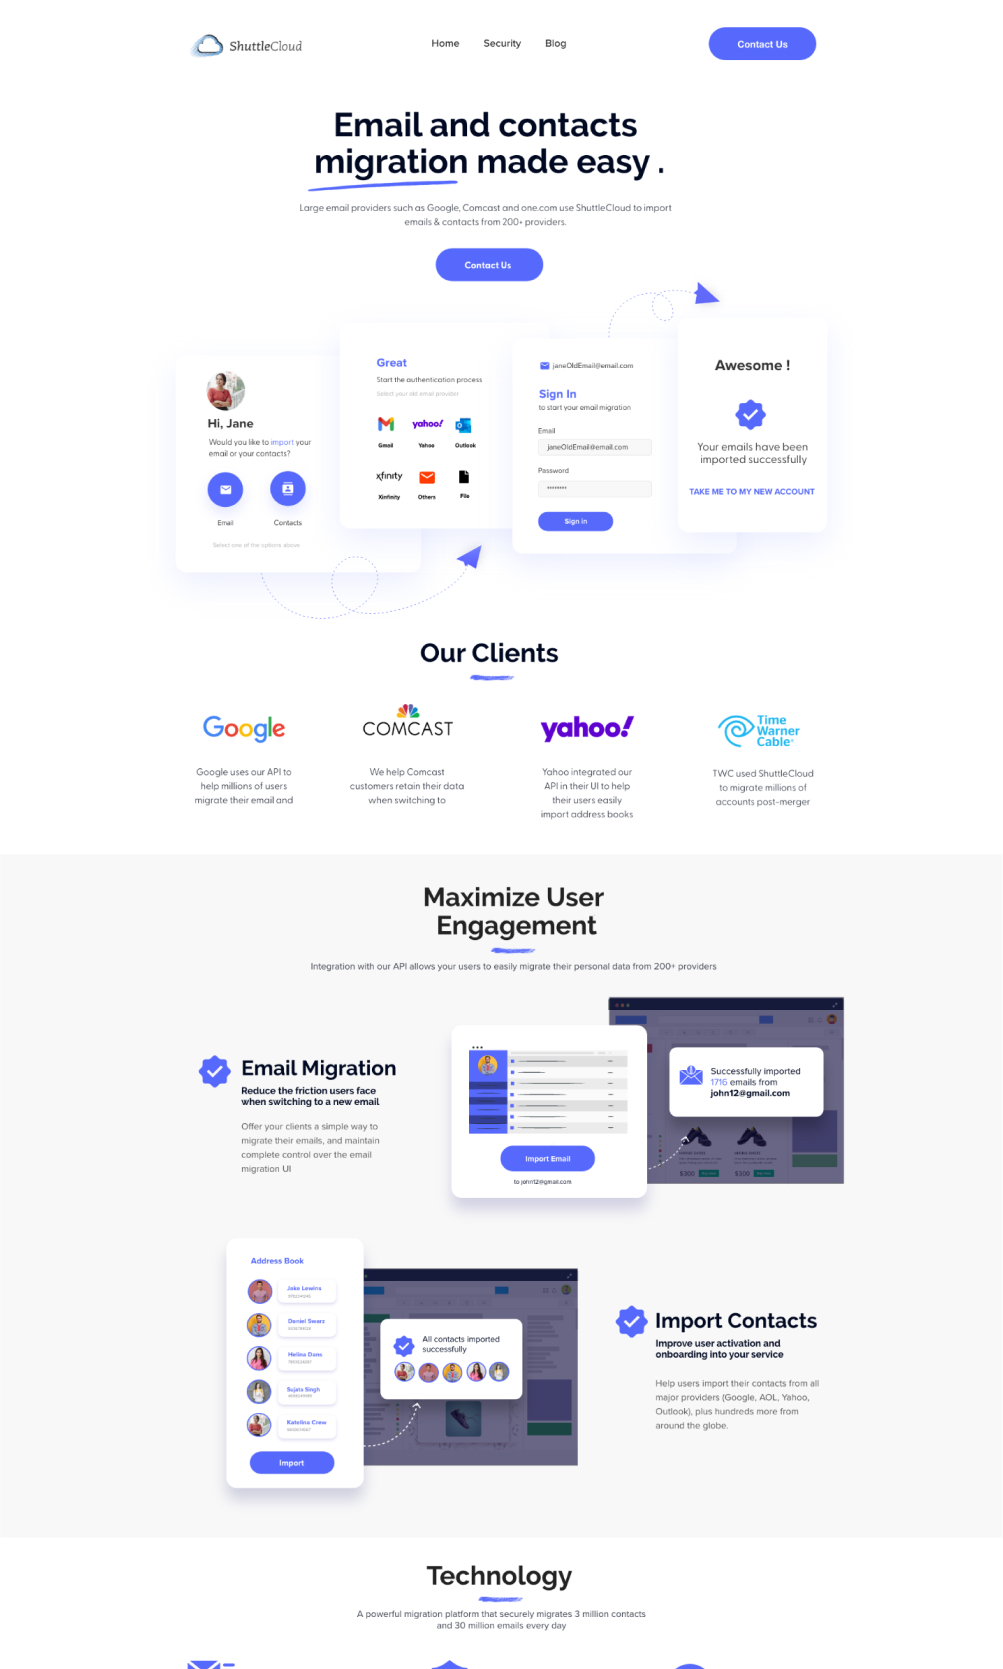 ShuttleCloud
Home
Security
Blog
Contact Us
Email and contacts
migration made easy .
Large email providers such as Google, Comcast and one.com use ShuttleCloud to import
emails & contacts from 200+ providers.
Contact Us
Hi, Jane
Would you like to import your
email or your contacts?
Email
Contacts
Select one of the options above
Great
Start the authentication process
Select your old email provider
yahoo!
Gmail
Yahoo
Outlook
xfinity
Xinfinity
Others
File
janeOldEmail@email.com
Sign In
to start your email migration
Email
janeOldEmail@email.com
Password
********
Sign in
Awesome !
Your emails have been
imported successfully
TAKE ME TO MY NEW ACCOUNT
Our Clients
Google
COMCAST
yahoo!
Time
Warner
Cable®
Google uses our API to
help millions of users
migrate their email and
We help Comcast
customers retain their data
when switching to
Yahoo integrated our
API in their UI to help
their users easily
import address books
TWC used ShuttleCloud
to migrate millions of
accounts post-merger
Maximize User
Engagement
Integration with our API allows your users to easily migrate their personal data from 200+ providers
Email Migration
Reduce the friction users face
when switching to a new email
Offer your clients a simple way to
migrate their emails, and maintain
complete control over the email
migration UI
Import Email
to john12@gmail.com
Successfully imported
1716 emails from
john12@gmail.com
$300
$300
Address Book
Jake Lewins
Daniel Swarz
Helina Dans
Sujata Singh
Katelina Crew
Import
All contacts imported
successfully
Import Contacts
Improve user activation and
onboarding into your service
Help users import their contacts from all
major providers (Google, AOL, Yahoo,
Outlook), plus hundreds more from
around the globe.
Technology
A powerful migration platform that securely migrates 3 million contacts
and 30 million emails every day